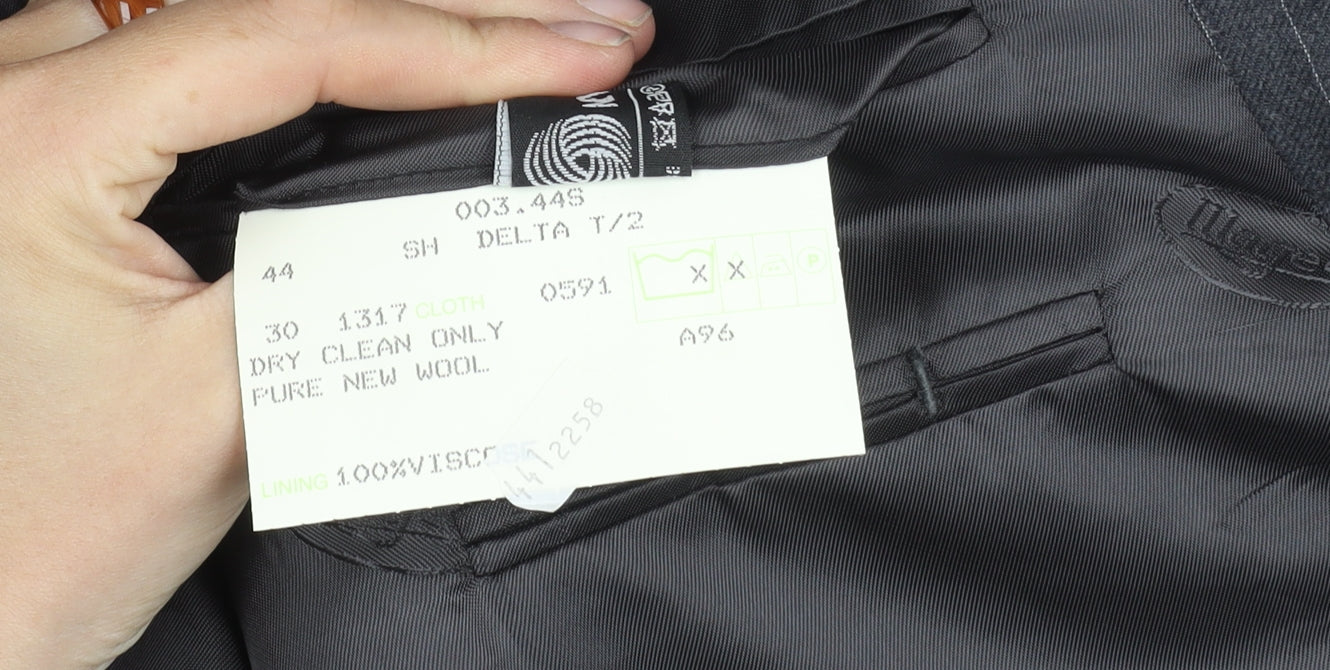 003.44S
SH DELTA T/2
44
30 1317 CLOTH 0591
DRY CLEAN ONLY
A96
PURE NEW WOOL
X X P
LINING 100%VISCOSE
4412258